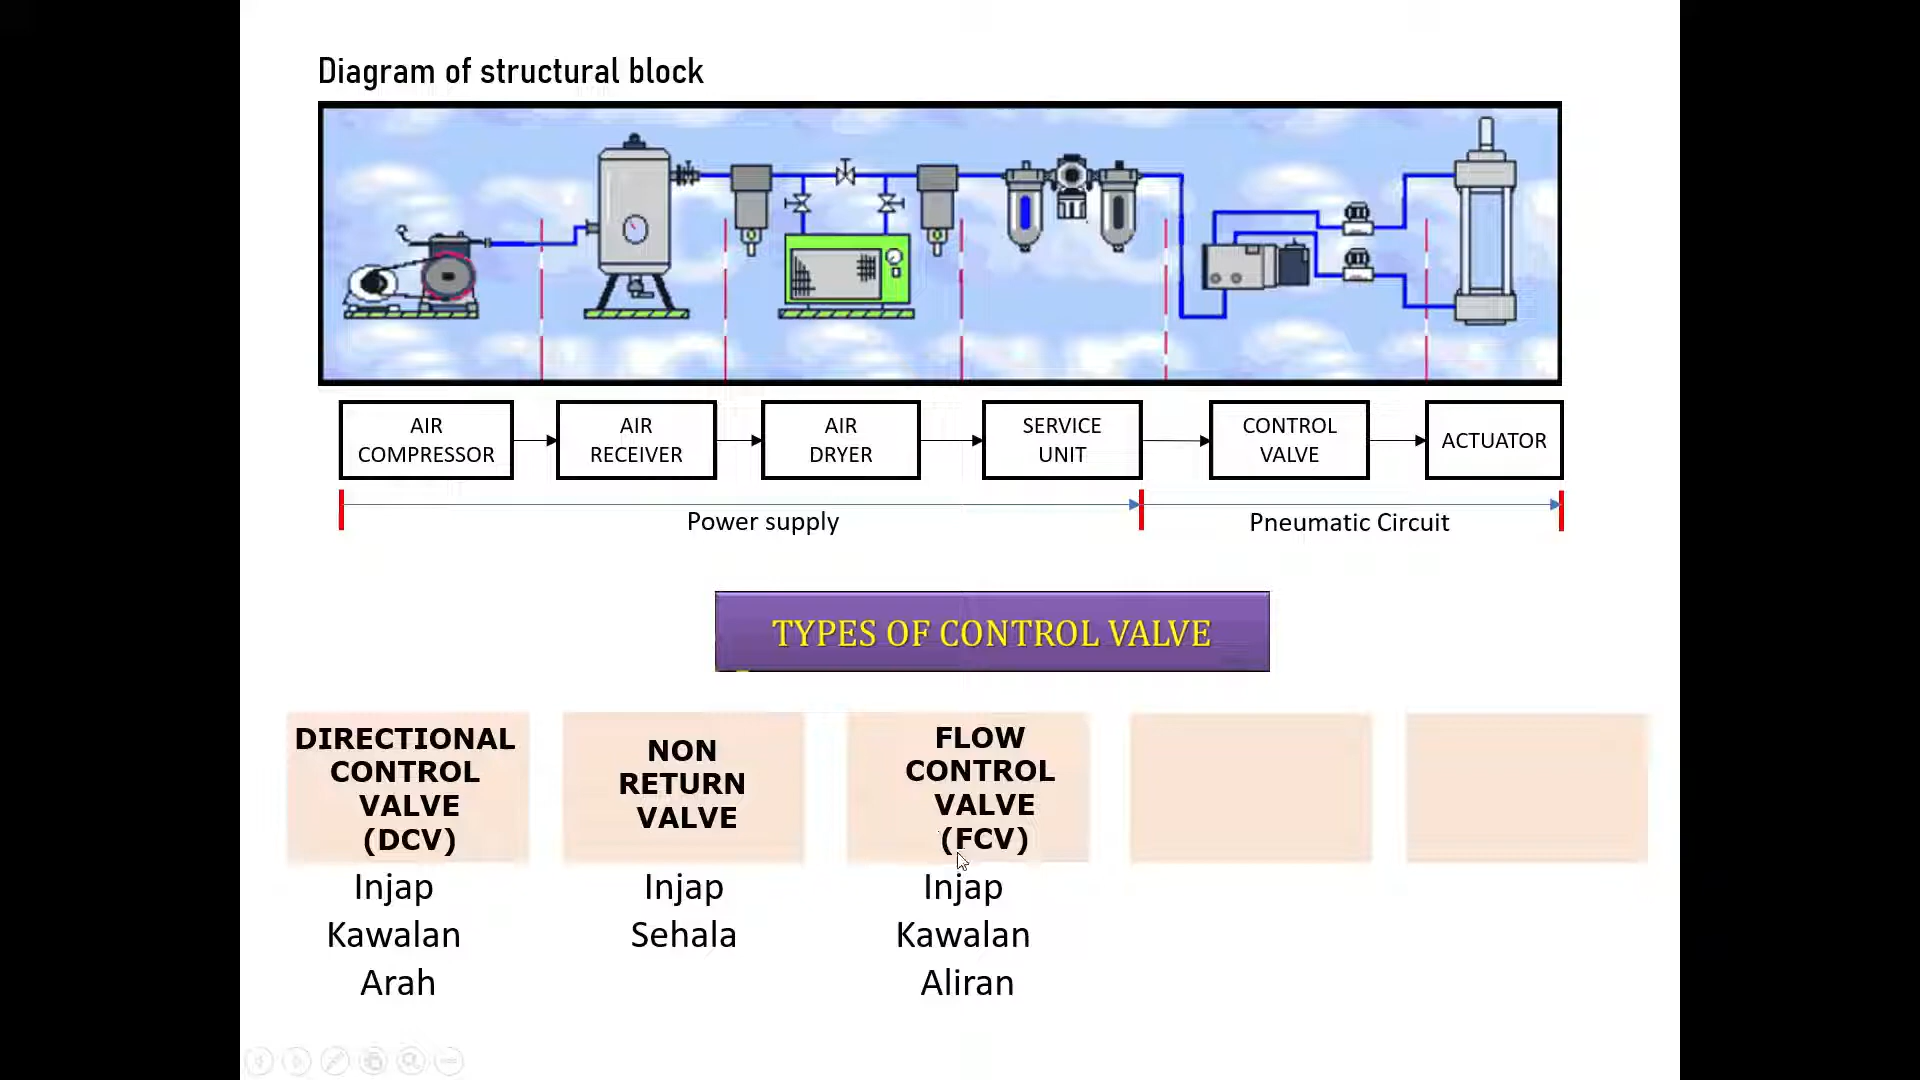 Diagram of structural block
AIR
COMPRESSOR
AIR
RECEIVER
AIR
DRYER
SERVICE
UNIT
CONTROL
VALVE
ACTUATOR
Power supply
Pneumatic Circuit
TYPES OF CONTROL VALVE
DIRECTIONAL
CONTROL
VALVE
(DCV)
Injap
Kawalan
Arah
NON
RETURN
VALVE
Injap
Sehala
FLOW
CONTROL
VALVE
(FCV)
Injap
Kawalan
Aliran